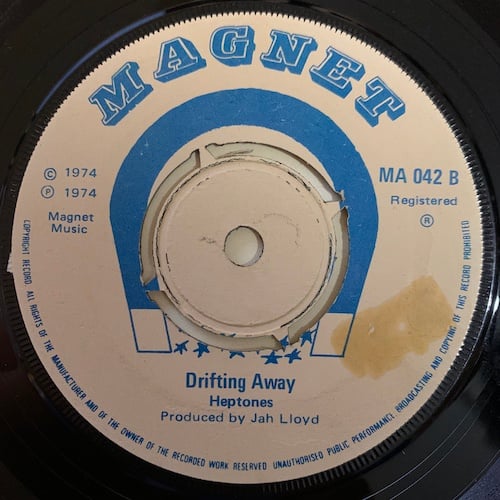 MAGNET
© 1974
℗ 1974
Magnet
Music
MA 042 B
Registered
®
Drifting Away
Heptones
Produced by Jah Lloyd
COPYRIGHT RECORD. ALL RIGHTS OF THE MANUFACTURER AND OF THE OWNER OF THE RECORDED WORK RESERVED UNAUTHORISED PUBLIC PERFORMANCE BROADCASTING AND COPYING OF THIS RECORD PROHIBITED